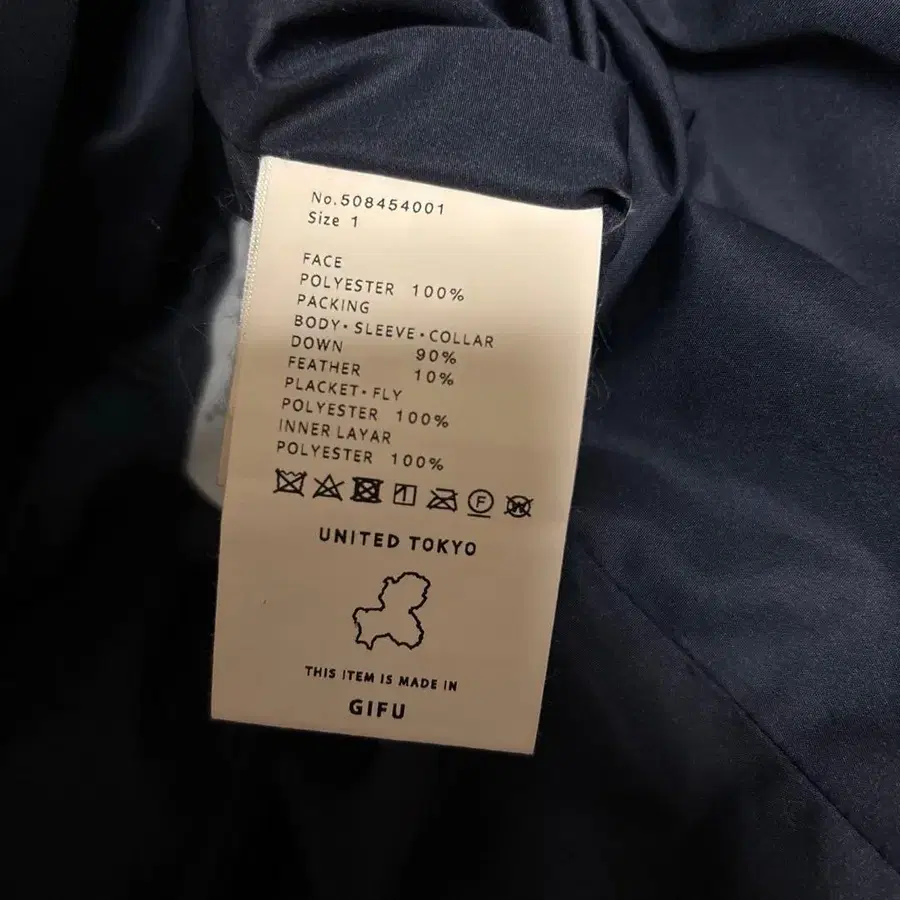 No.508454001
Size 1
FACE
POLYESTER 100%
PACKING
BODY・SLEEVE・COLLAR
DOWN 90%
FEATHER 10%
PLACKET・FLY
POLYESTER 100%
INNER LAYAR
POLYESTER 100%
F W
UNITED TOKYO
THIS ITEM IS MADE IN
GIFU